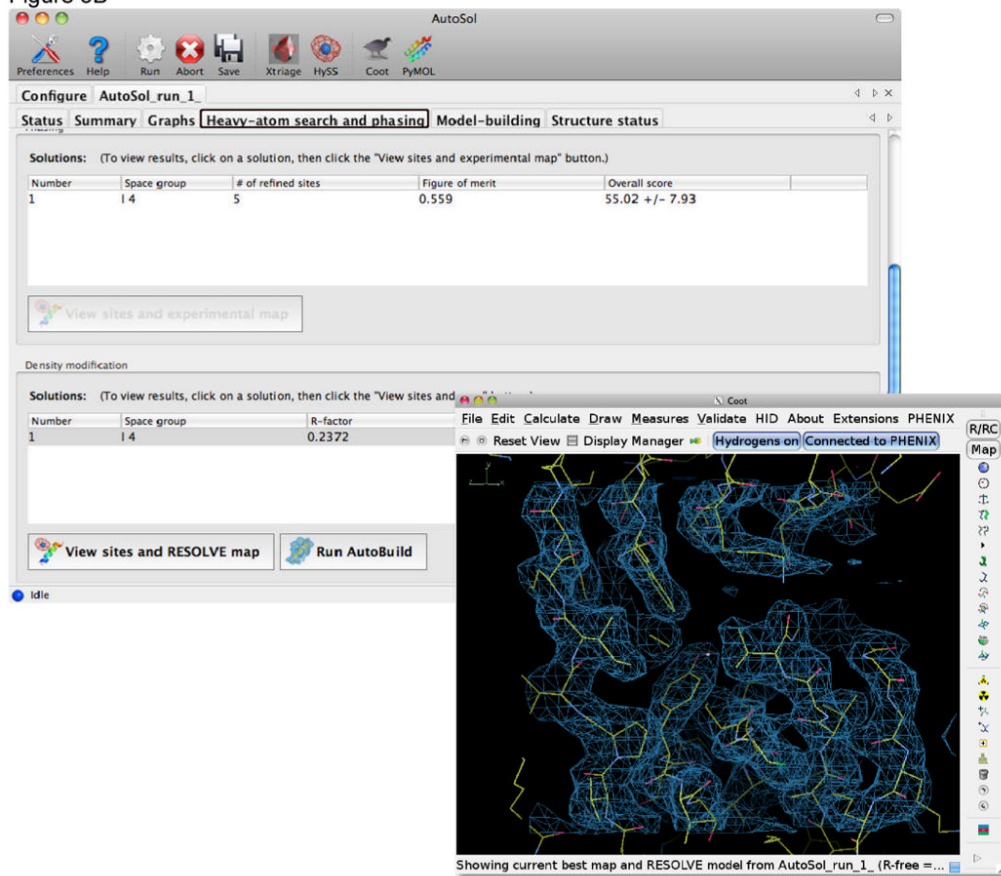 AutoSol
Preferences Help Run Abort Save Xtriage HySS Coot PyMOL
Configure AutoSol_run_1_
Status Summary Graphs Heavy-atom search and phasing Model-building Structure status
Solutions: (To view results, click on a solution, then click the "View sites and experimental map" button.)
Number Space group # of refined sites Figure of merit Overall score
1 I 4 5 0.559 55.02 +/- 7.93
View sites and experimental map
Density modification
Solutions: (To view results, click on a solution, then click the "View sites and
Number Space group R-factor
1 I 4 0.2372
View sites and RESOLVE map Run AutoBuild
Idle
Coot
File Edit Calculate Draw Measures Validate HID About Extensions PHENIX
R/RC
Reset View Display Manager Hydrogens on Connected to PHENIX
Map
Showing current best map and RESOLVE model from AutoSol_run_1_ (R-free =...